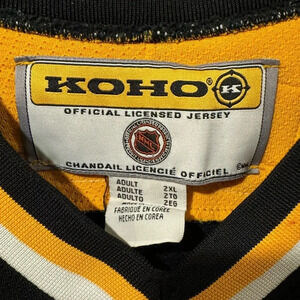 KOHO® K
OFFICIAL LICENSED JERSEY
NHL
CHANDAIL LICENCIÉ OFFICIEL
ADULT 2XL
ADULTE 2TG
ADULTO 2EG
FABRIQUÉ EN CORÉE
HECHO EN COREA